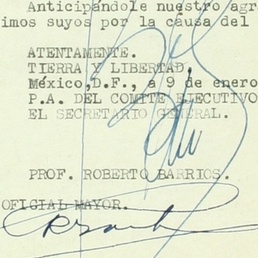 Anticipándole nuestro agr
imos suyos por la causa del
ATENTAMENTE.
TIERRA Y LIBERTAD.
México,D.F., a 9 de enero
P.A. DEL COMITE EJECUTIVO
EL SECRETARIO GENERAL.
PROF. ROBERTO BARRIOS.
OFICIAL MAYOR.